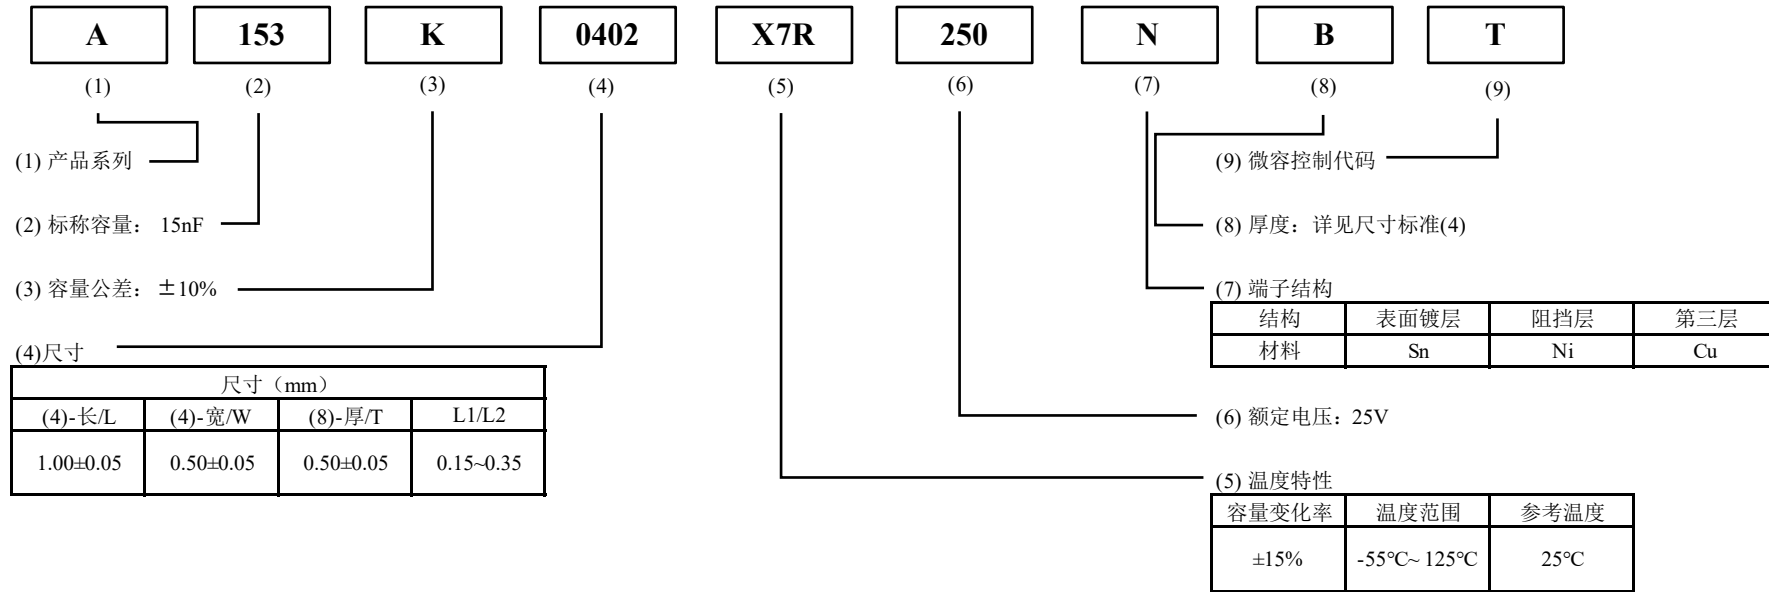 A 153 K 0402 X7R 250 N B T
(1) (2) (3) (4) (5) (6) (7) (8) (9)
(1) 产品系列
(2) 标称容量： 15nF
(3) 容量公差： ±10%
(4)尺寸
尺寸（mm）
(4)-长/L (4)-宽/W (8)-厚/T L1/L2
1.00±0.05 0.50±0.05 0.50±0.05 0.15~0.35
(9) 微容控制代码
(8) 厚度：详见尺寸标准(4)
(7) 端子结构
结构 表面镀层 阻挡层 第三层
材料 Sn Ni Cu
(6) 额定电压：25V
(5) 温度特性
容量变化率 温度范围 参考温度
±15% -55℃~ 125℃ 25℃